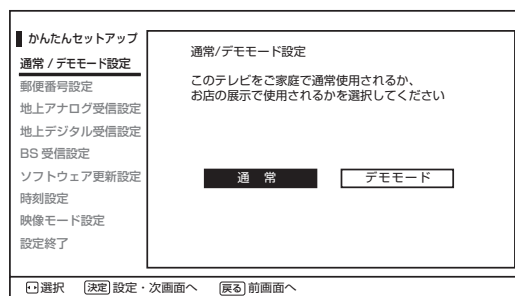 かんたんセットアップ
通常 / デモモード設定
郵便番号設定
地上アナログ受信設定
地上デジタル受信設定
BS 受信設定
ソフトウェア更新設定
時刻設定
映像モード設定
設定終了
通常/デモモード設定
このテレビをご家庭で通常使用されるか、
お店の展示で使用されるかを選択してください
通 常
デモモード
選択 決定 設定・次画面へ 戻る 前画面へ